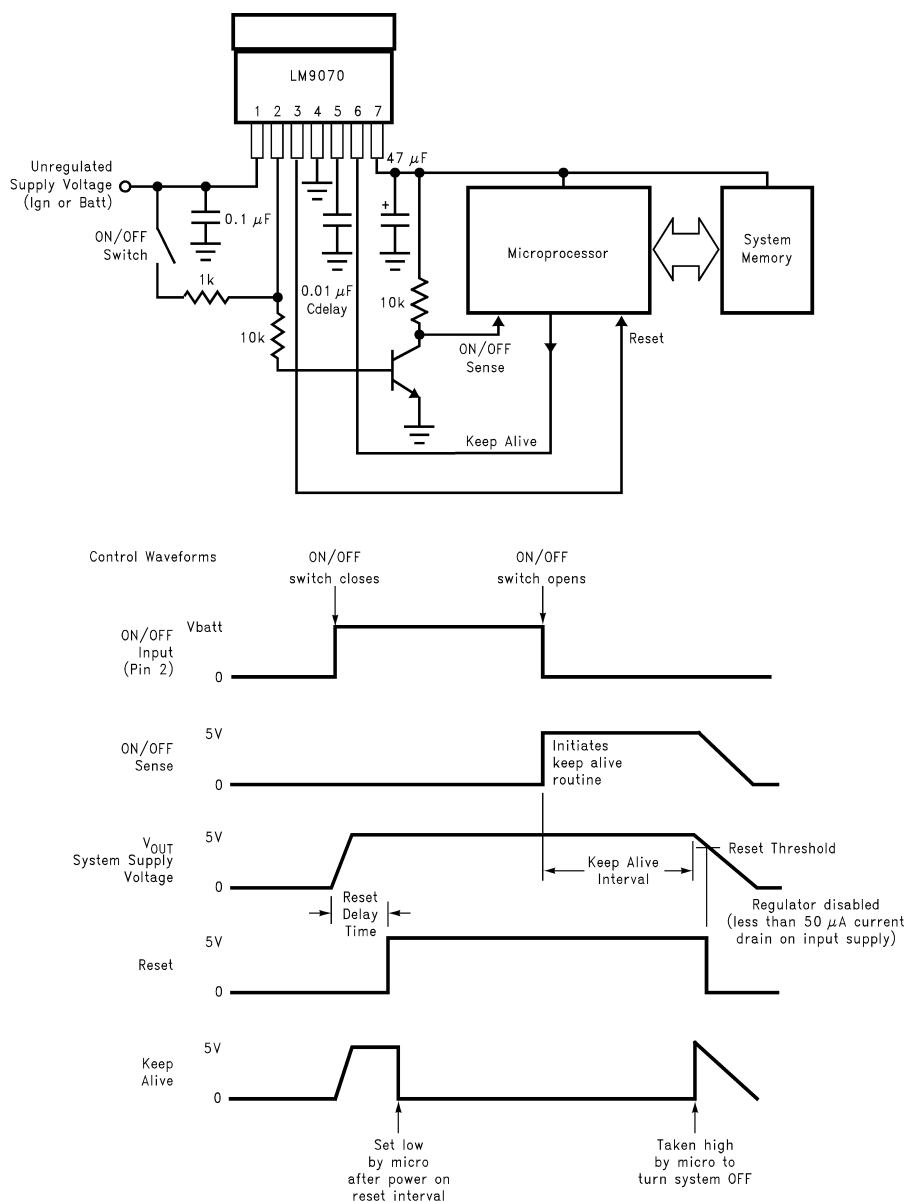 LM9070
1 2 3 4 5 6 7
47 μF
+
Unregulated
Supply Voltage
(Ign or Batt)
0.1 μF
ON/OFF
Switch
1k
10k
0.01 μF
Cdelay
10k
Microprocessor
System
Memory
ON/OFF
Sense
Reset
Keep Alive
Control Waveforms
ON/OFF
switch closes
ON/OFF
switch opens
ON/OFF
Input
(Pin 2)
Vbatt
0
ON/OFF
Sense
5V
0
Initiates
keep alive
routine
VOUT
System Supply
Voltage
5V
0
Reset
Delay
Time
Keep Alive
Interval
Reset Threshold
Regulator disabled
(less than 50 μA current
drain on input supply)
Reset
5V
0
Keep
Alive
5V
0
Set low
by micro
after power on
reset interval
Taken high
by micro to
turn system OFF